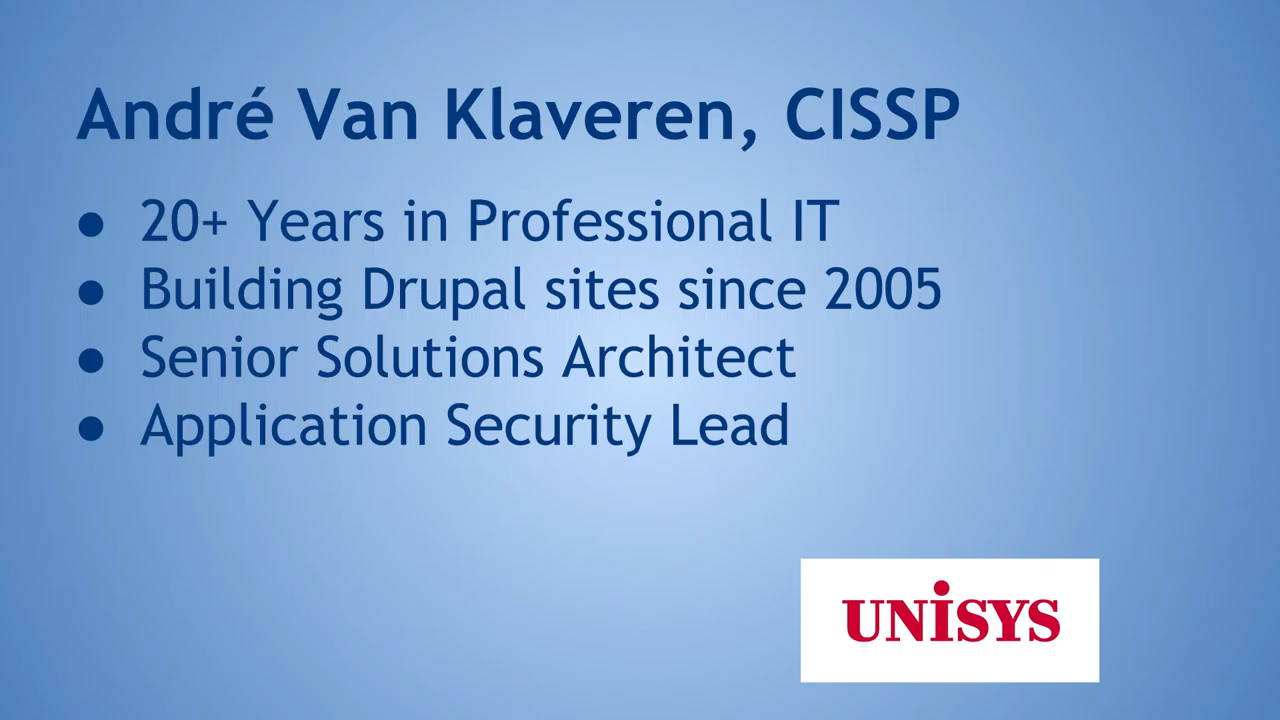 André Van Klaveren, CISSP
● 20+ Years in Professional IT
● Building Drupal sites since 2005
● Senior Solutions Architect
● Application Security Lead
UNISYS